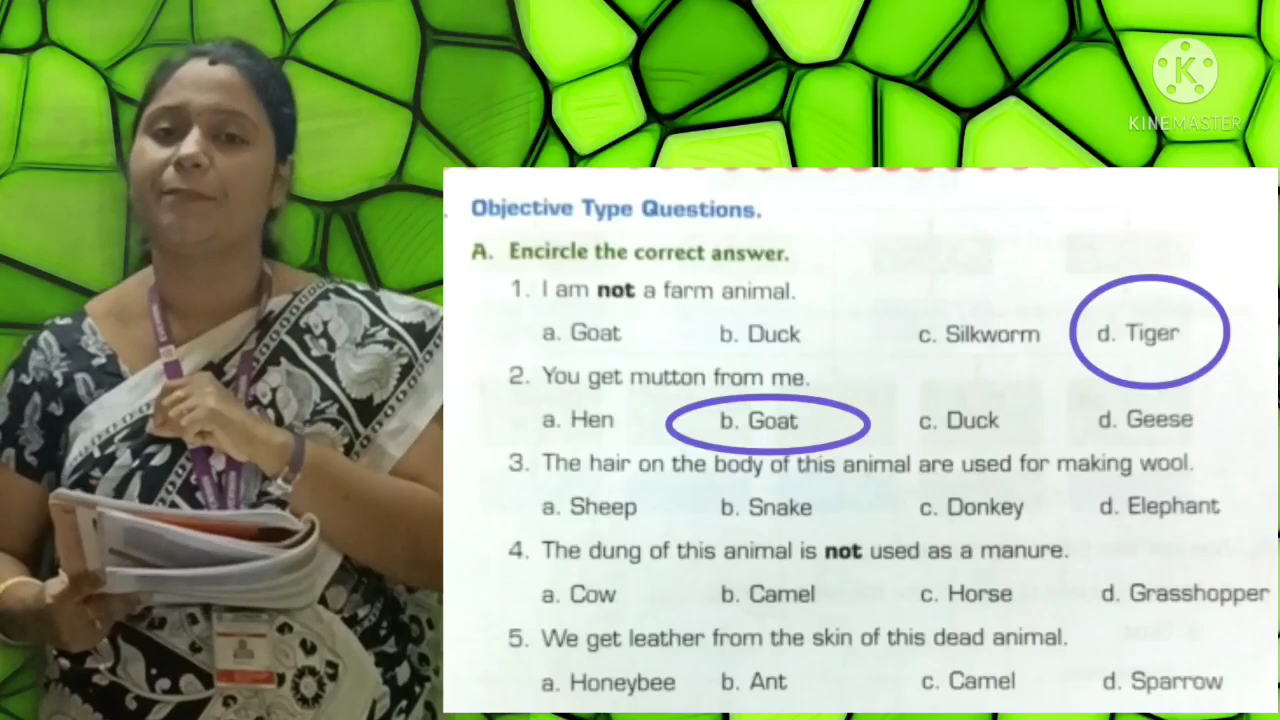 K
KINEMASTER
Objective Type Questions.
A. Encircle the correct answer.
1. I am not a farm animal.
a. Goat b. Duck c. Silkworm d. Tiger
2. You get mutton from me.
a. Hen b. Goat c. Duck d. Geese
3. The hair on the body of this animal are used for making wool.
a. Sheep b. Snake c. Donkey d. Elephant
4. The dung of this animal is not used as a manure.
a. Cow b. Camel c. Horse d. Grasshopper
5. We get leather from the skin of this dead animal.
a. Honeybee b. Ant c. Camel d. Sparrow